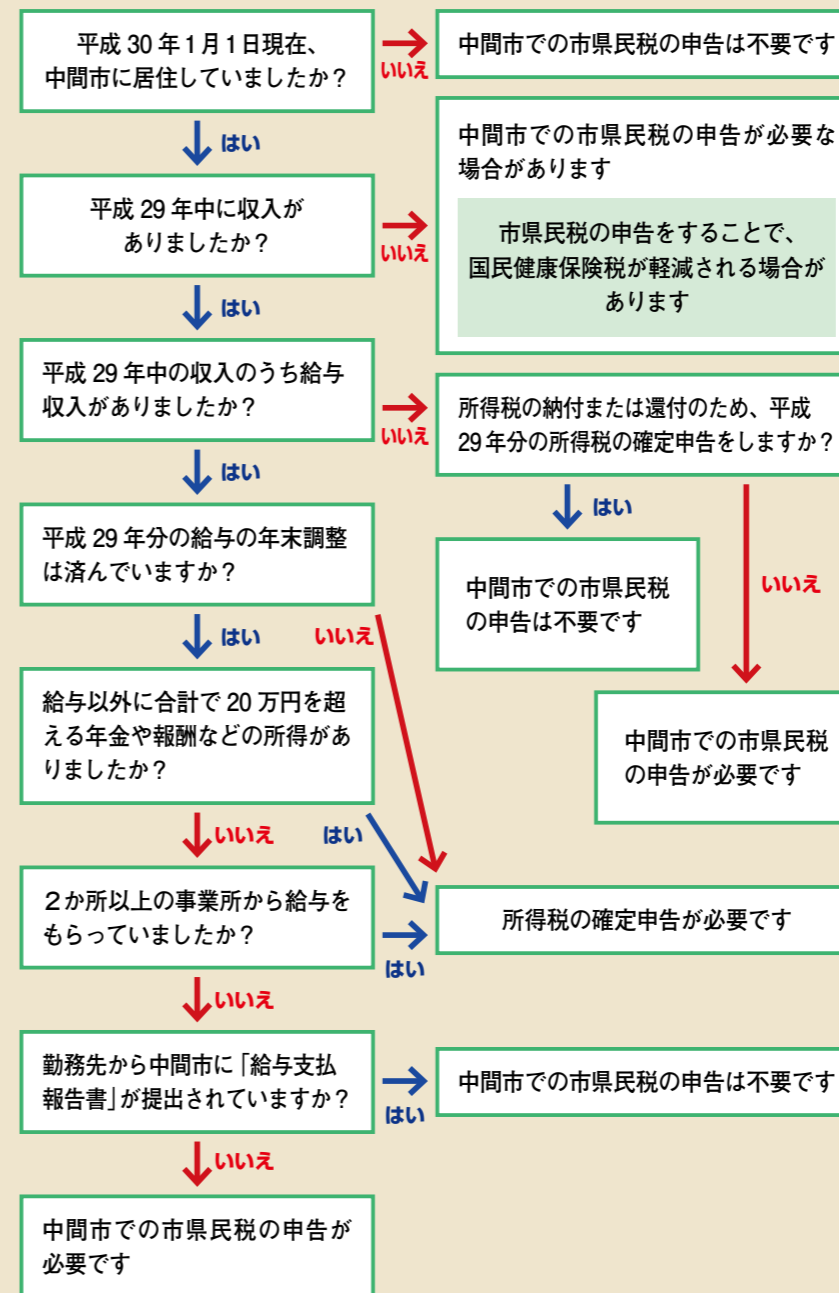 平成 30 年1月1日現在、
中間市に居住していましたか？
いいえ
中間市での市県民税の申告は不要です
はい
平成 29 年中に収入が
ありましたか？
いいえ
中間市での市県民税の申告が必要な
場合があります
市県民税の申告をすることで、
国民健康保険税が軽減される場合が
あります
はい
平成 29 年中の収入のうち給与
収入がありましたか？
いいえ
所得税の納付または還付のため、平成
29 年分の所得税の確定申告をしますか？
はい
中間市での市県民税
の申告は不要です
いいえ
中間市での市県民税
の申告が必要です
はい
平成 29 年分の給与の年末調整
は済んでいますか？
はい
いいえ
給与以外に合計で 20 万円を超
える年金や報酬などの所得があ
りましたか？
いいえ
はい
２か所以上の事業所から給与を
もらっていましたか？
はい
所得税の確定申告が必要です
いいえ
勤務先から中間市に「給与支払
報告書」が提出されていますか？
はい
中間市での市県民税の申告は不要です
いいえ
中間市での市県民税の申告が
必要です